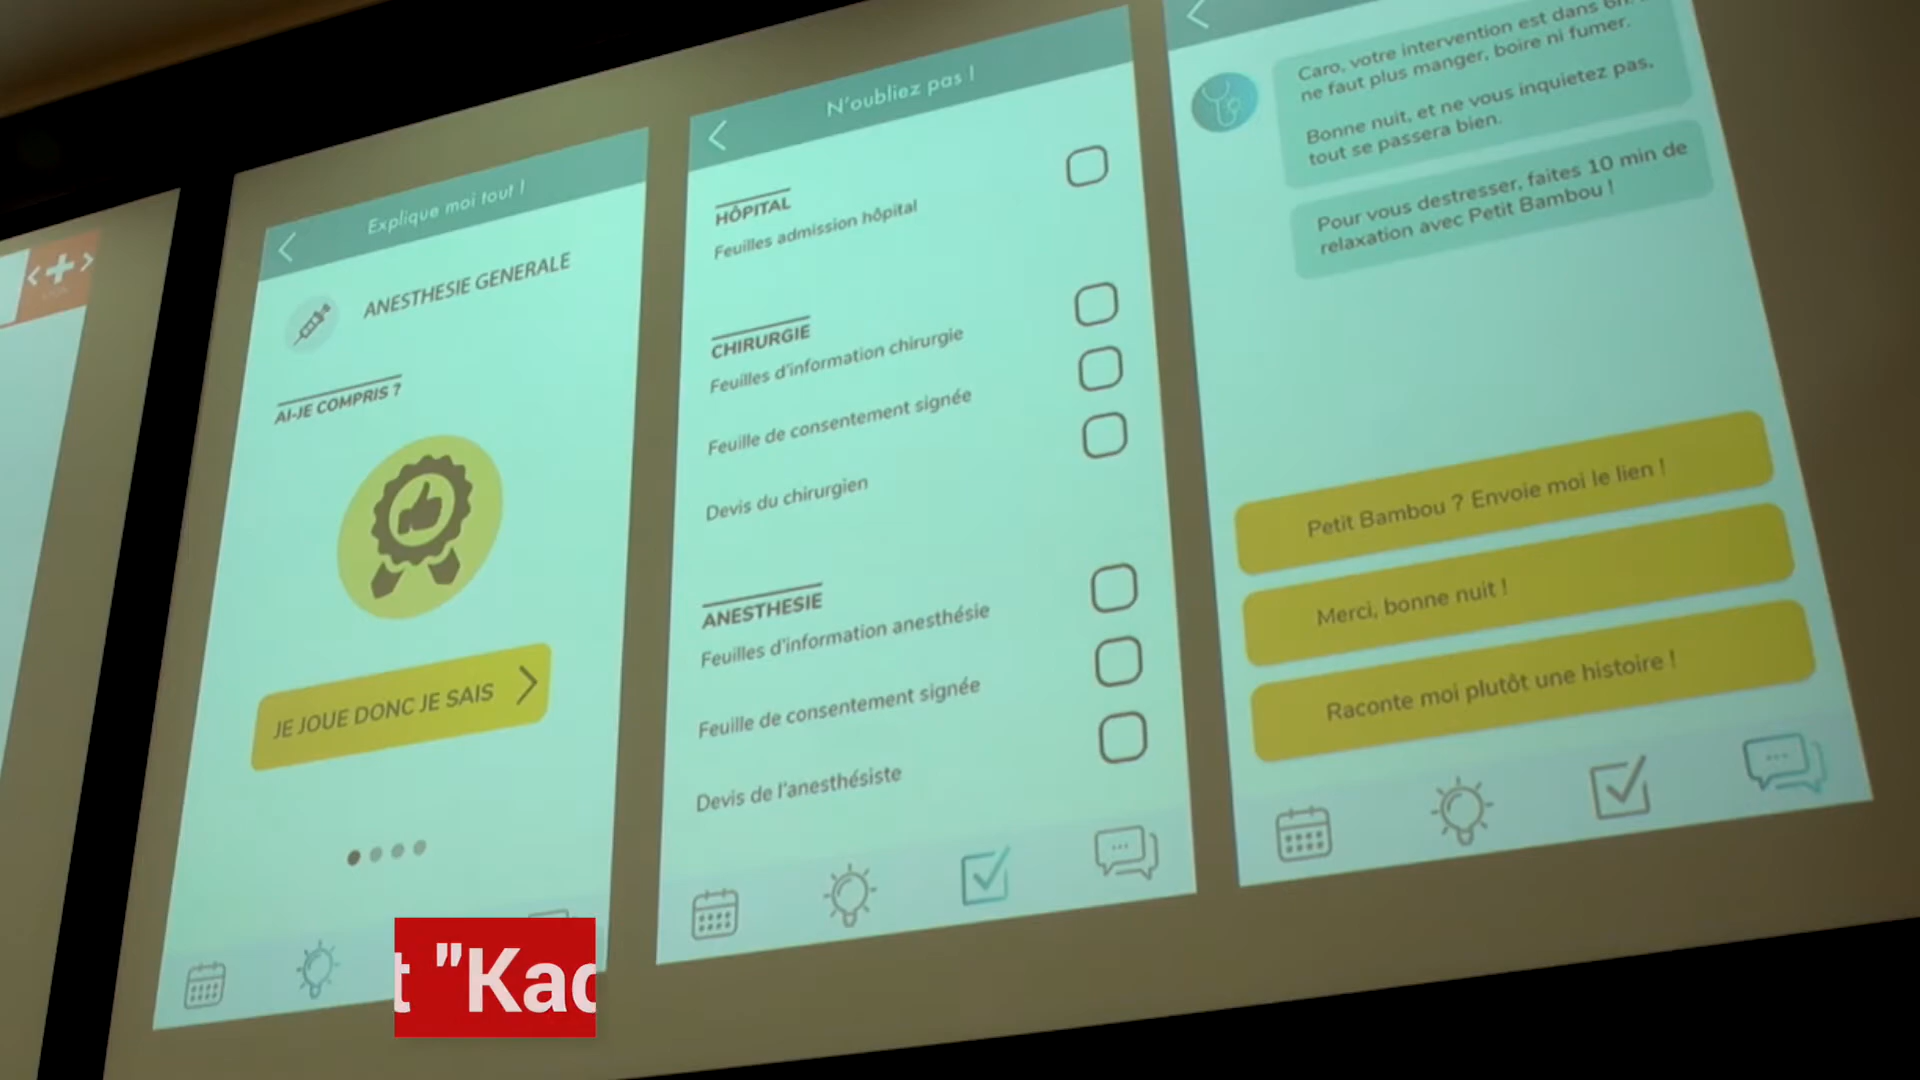 Explique moi tout !
ANESTHESIE GENERALE
AI-JE COMPRIS ?
JE JOUE DONC JE SAIS
N'oubliez pas !
HÔPITAL
Feuilles admission hôpital
CHIRURGIE
Feuilles d'information chirurgie
Feuille de consentement signée
Devis du chirurgien
ANESTHESIE
Feuilles d'information anesthésie
Feuille de consentement signée
Devis de l'anesthésiste
Caro, votre intervention est dans
ne faut plus manger, boire ni fumer.
Bonne nuit, et ne vous inquietez pas,
tout se passera bien.
Pour vous destresser, faites 10 min de
relaxation avec Petit Bambou !
Petit Bambou ? Envoie moi le lien !
Merci, bonne nuit !
Raconte moi plutôt une histoire !
t "Kac